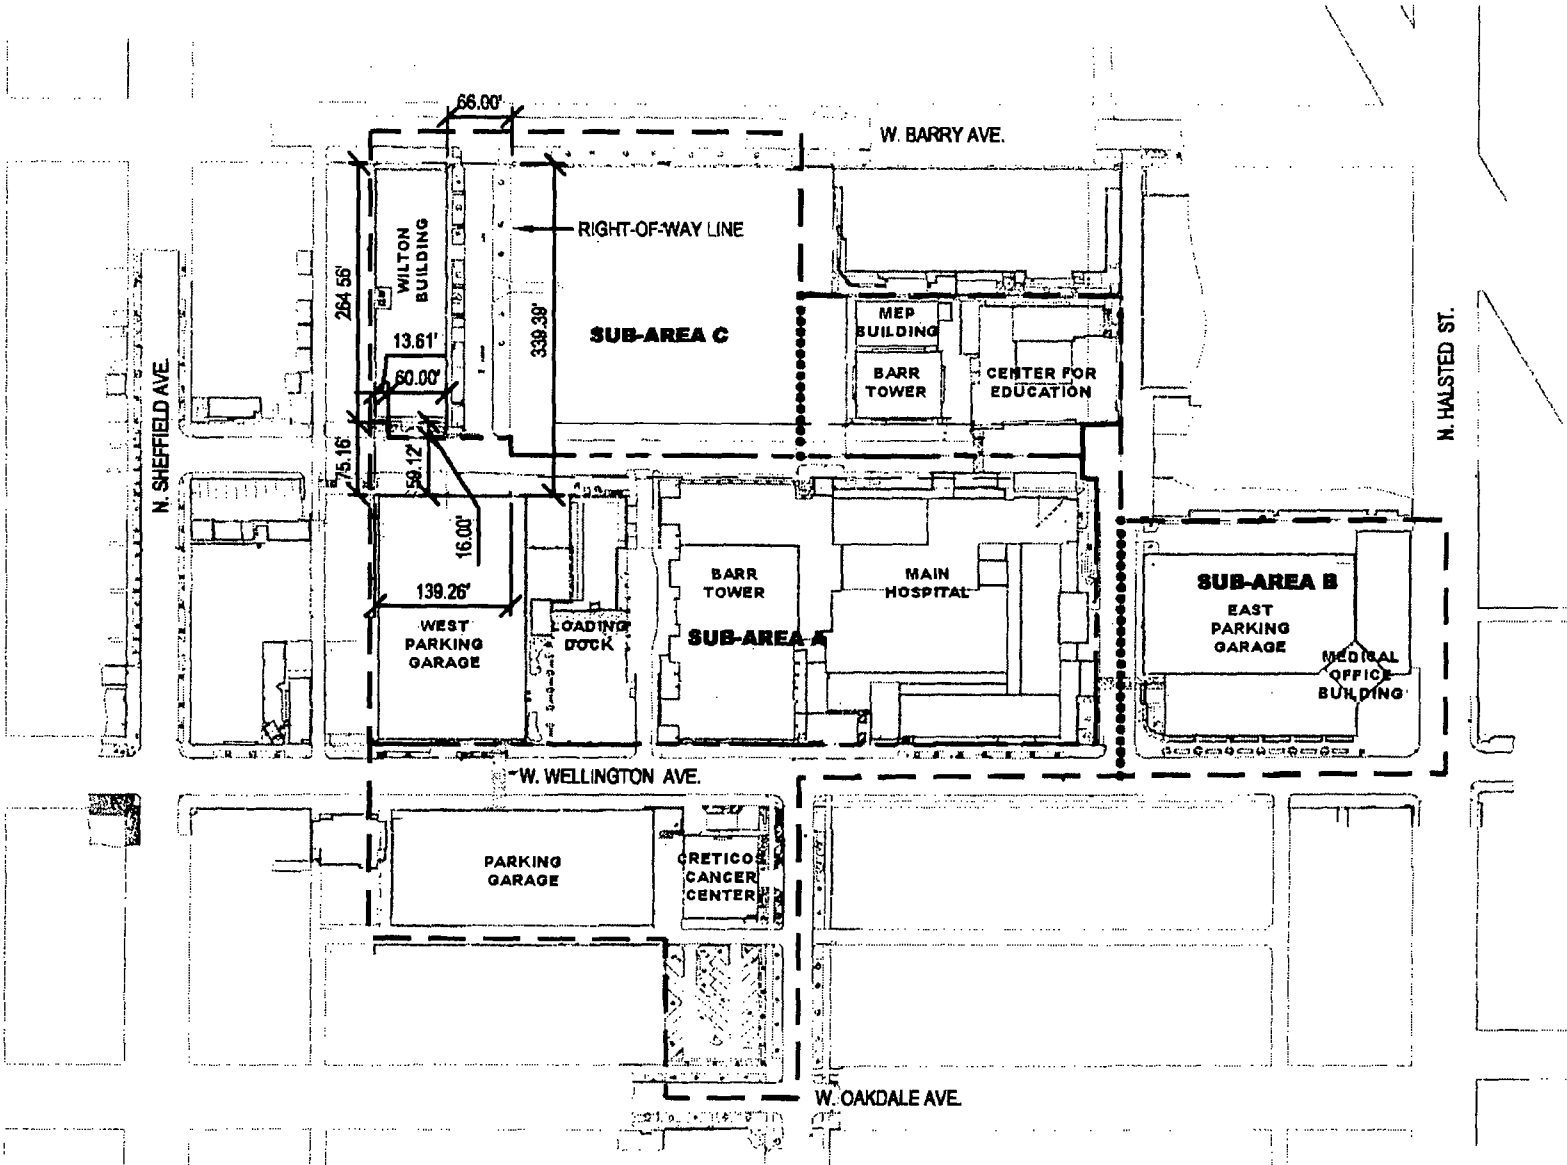 66.00'
W. BARRY AVE.
RIGHT-OF-WAY LINE
WILTON
BUILDING
264 56'
339.39'
SUB-AREA C
MEP
BUILDING
13.61'
60.00'
BARR
TOWER
CENTER FOR
EDUCATION
N. SHEFFIELD AVE.
N. HALSTED ST.
75.16'
59.12'
16.00'
139.26'
WEST
PARKING
GARAGE
LOADING
DOCK
BARR
TOWER
SUB-AREA A
MAIN
HOSPITAL
SUB-AREA B
EAST
PARKING
GARAGE
MEDICAL
OFFICE
BUILDING
W. WELLINGTON AVE.
PARKING
GARAGE
CRETICO
CANCER
CENTER
W. OAKDALE AVE.